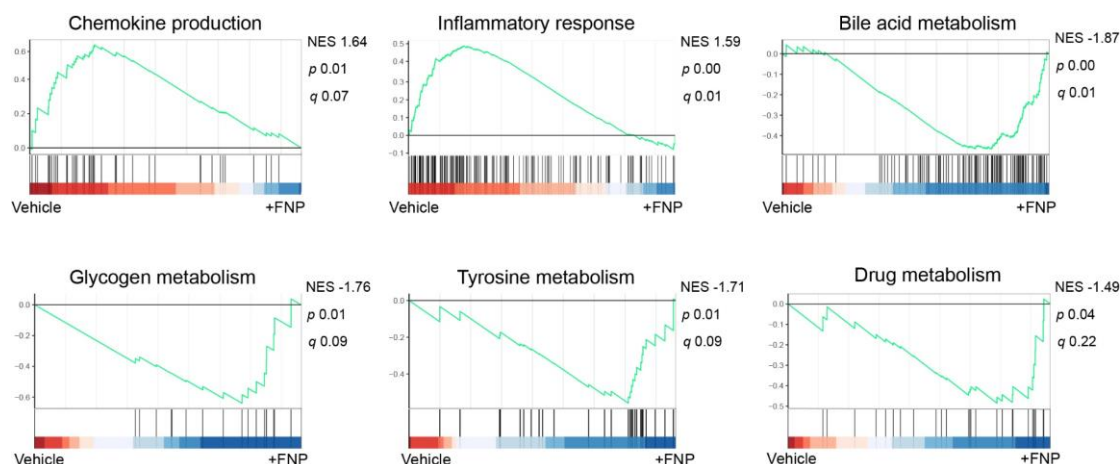 Chemokine production
NES 1.64
p 0.01
q 0.07
0.6
0.4
0.2
0.0
Vehicle +FNP
Inflammatory response
NES 1.59
p 0.00
q 0.01
0.5
0.4
0.3
0.2
0.1
0.0
-0.1
Vehicle +FNP
Bile acid metabolism
NES -1.87
p 0.00
q 0.01
0.0
-0.1
-0.2
-0.3
-0.4
Vehicle +FNP
Glycogen metabolism
NES -1.76
p 0.01
q 0.09
0.0
-0.2
-0.4
-0.6
Vehicle +FNP
Tyrosine metabolism
NES -1.71
p 0.01
q 0.09
0.0
-0.2
-0.4
-0.6
Vehicle +FNP
Drug metabolism
NES -1.49
p 0.04
q 0.22
0.0
-0.1
-0.2
-0.3
-0.4
-0.5
Vehicle +FNP